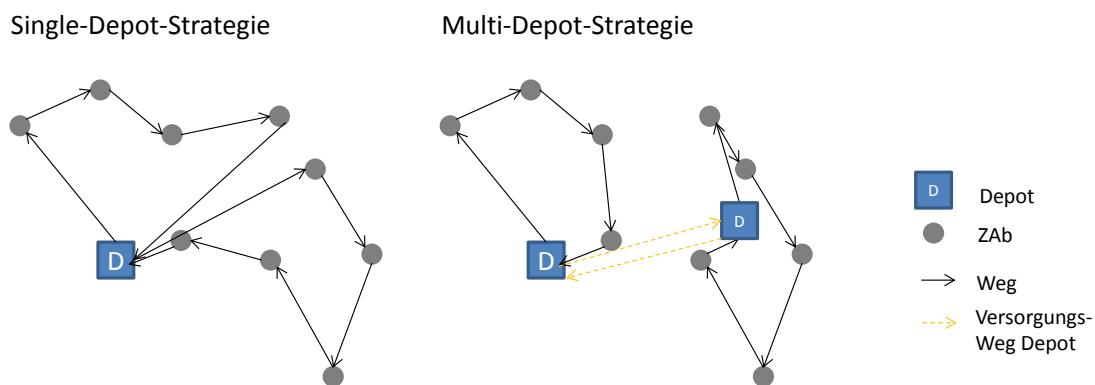 Single-Depot-Strategie
Multi-Depot-Strategie
D
D
D
D
Depot
ZAb
Weg
Versorgungs-
Weg Depot